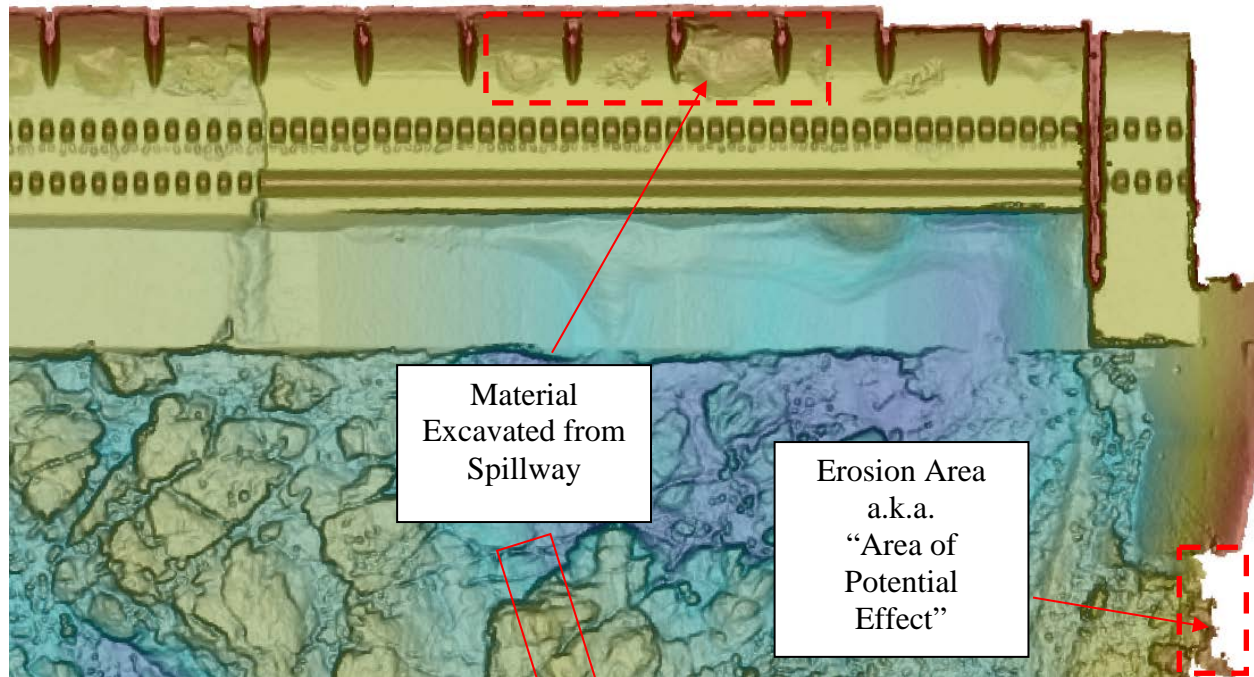 Material
Excavated from
Spillway
Erosion Area
a.k.a.
“Area of
Potential
Effect”